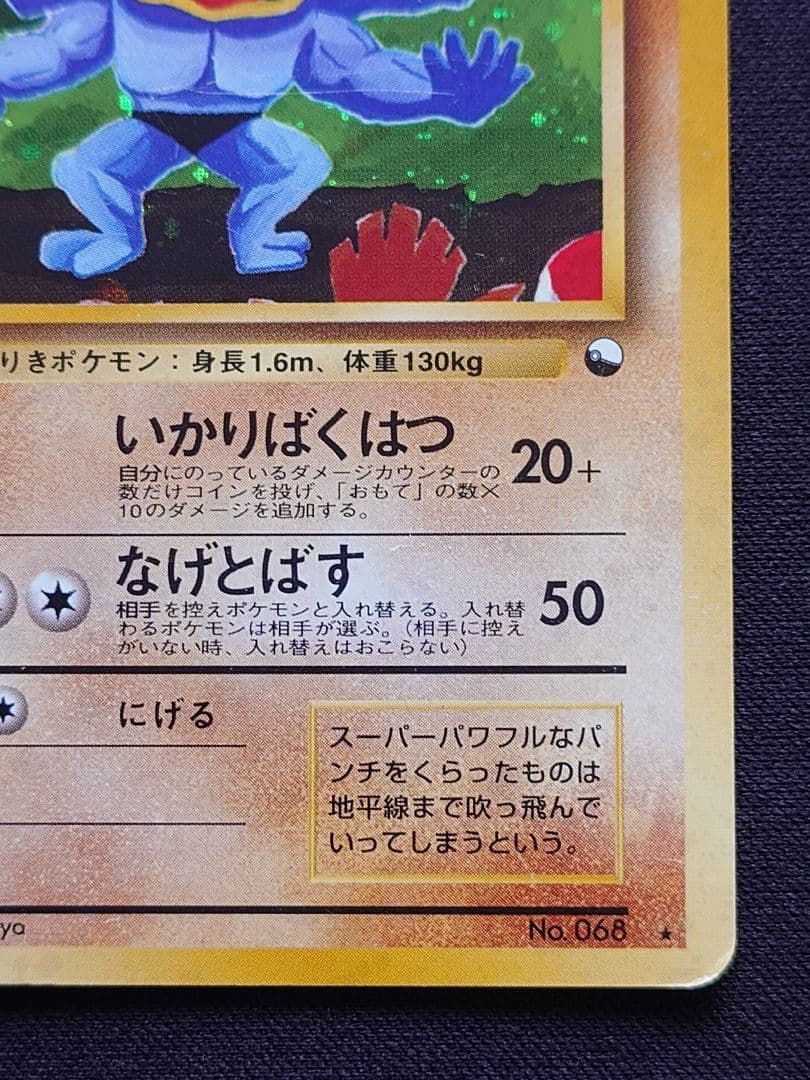 りきポケモン：身長1.6m、体重130kg
いかりばくはつ 20+
自分にのっているダメージカウンターの
数だけコインを投げ、「おもて」の数×
10のダメージを追加する。
なげとばす 50
相手を控えポケモンと入れ替える。入れ替
わるポケモンは相手が選ぶ。（相手に控え
がいない時、入れ替えはおこらない）
にげる
スーパーパワフルなパ
ンチをくらったものは
地平線まで吹っ飛んで
いってしまうという。
ya
No. 068 ★